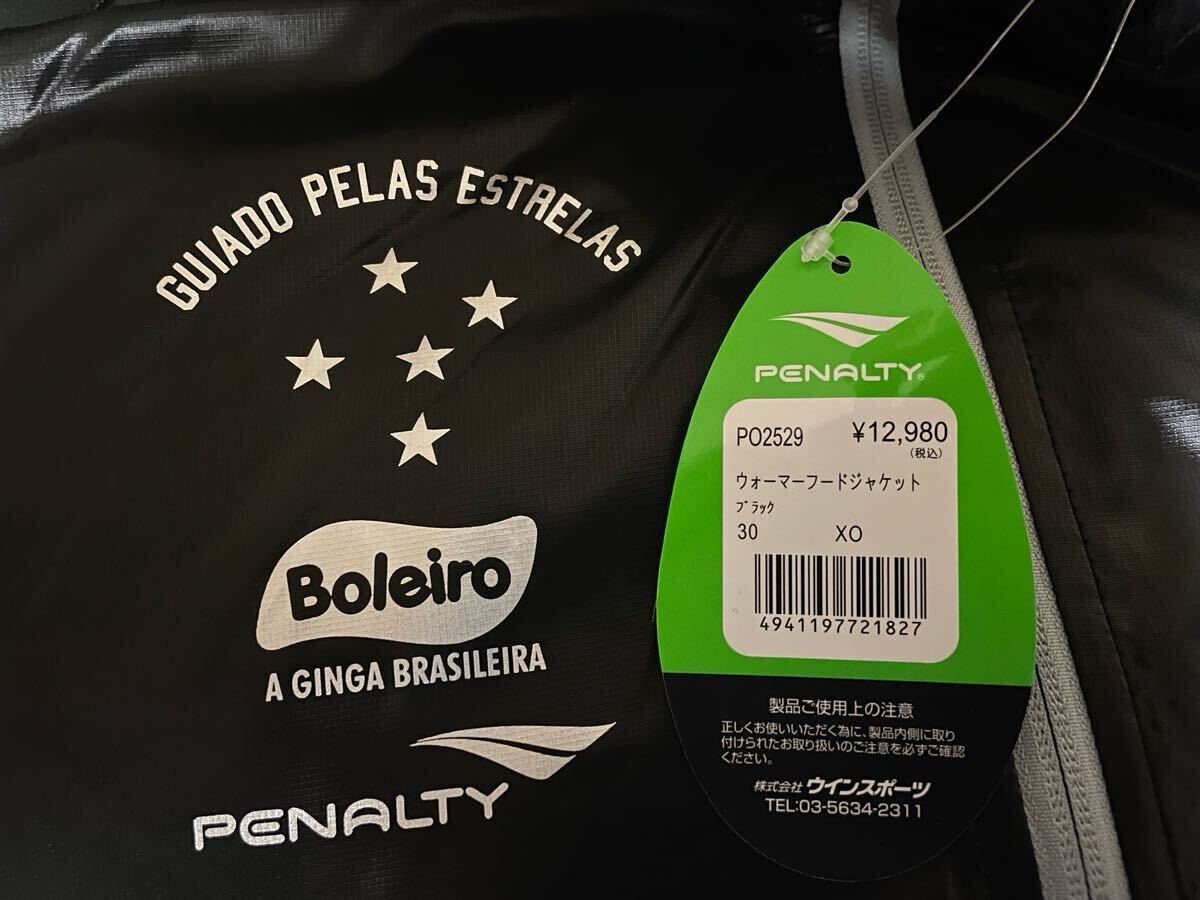 GUIADO PELAS ESTRELAS
Boleiro
A GINGA BRASILEIRA
PENALTY
PENALTY®
PO2529 ¥12,980
(税込)
ウォーマーフードジャケット
ブラック
30 XO
4941197721827
製品ご使用上の注意
正しくお使いいただく為に、製品内側に取り
付けられたお取り扱いのご注意を必ずご確認
ください。
株式会社 ウインスポーツ
TEL:03-5634-2311